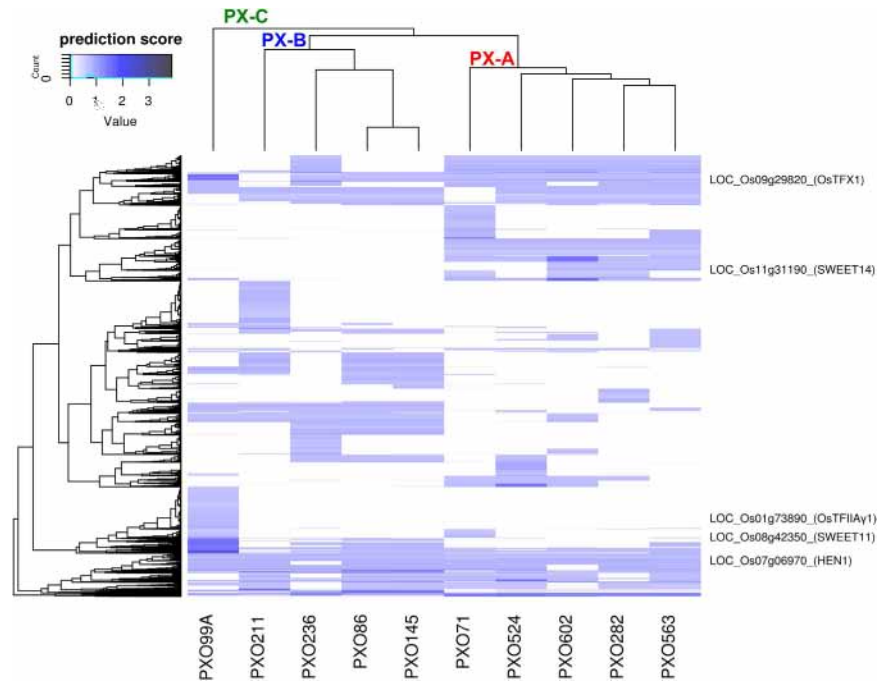 PX-C
PX-B
PX-A
prediction score
Count
0
0 1 2 3
Value
LOC_Os09g29820_(OsTFX1)
LOC_Os11g31190_(SWEET14)
LOC_Os01g73890_(OsTFIIAγ1)
LOC_Os08g42350_(SWEET11)
LOC_Os07g06970_(HEN1)
PXO99A
PXO211
PXO236
PXO86
PXO145
PXO71
PXO524
PXO602
PXO282
PXO563